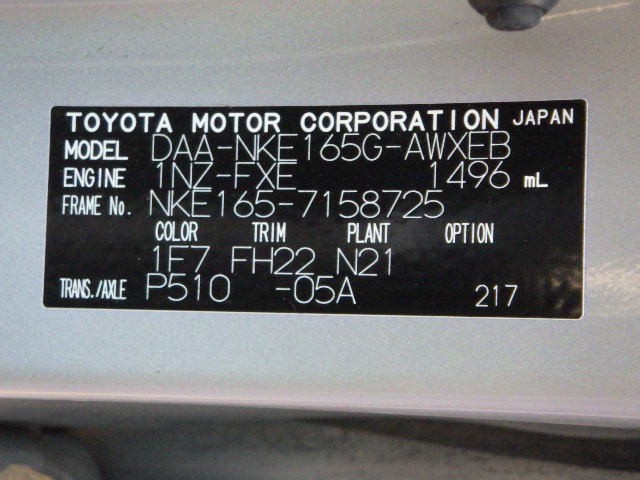 TOYOTA MOTOR CORPORATION JAPAN
MODEL DAA-NKE165G-AWXEB
ENGINE 1NZ-FXE 1496 mL
FRAME No. NKE165-7158725
COLOR TRIM PLANT OPTION
1F7 FH22 N21
TRANS./AXLE P510 -05A 217